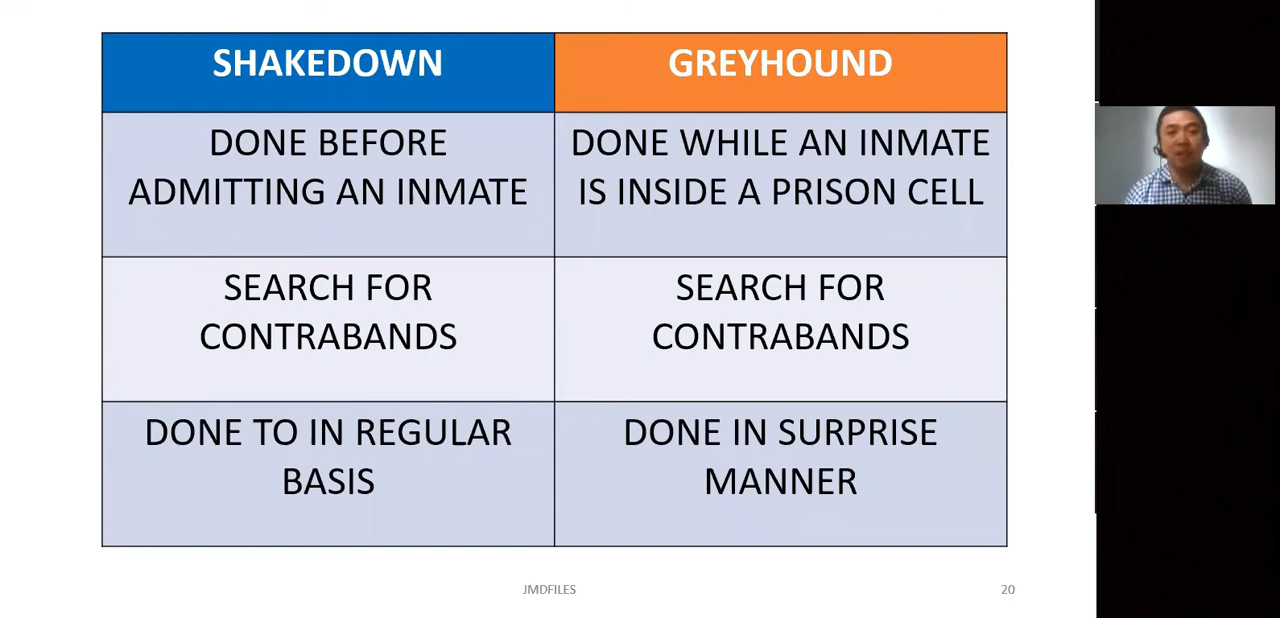 SHAKEDOWN
GREYHOUND
DONE BEFORE
ADMITTING AN INMATE
DONE WHILE AN INMATE
IS INSIDE A PRISON CELL
SEARCH FOR
CONTRABANDS
SEARCH FOR
CONTRABANDS
DONE TO IN REGULAR
BASIS
DONE IN SURPRISE
MANNER
JMDFILES
20